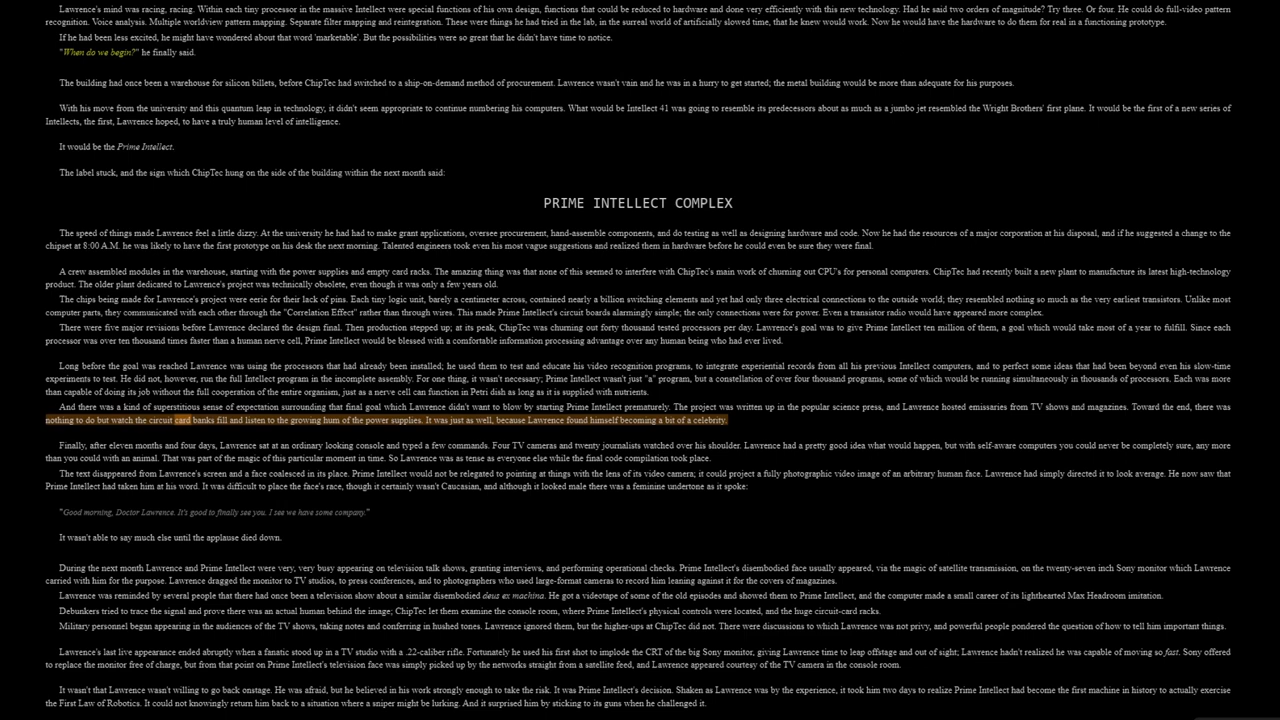 Lawrence's mind was racing, racing. Within each tiny processor in the massive Intellect were special functions of his own design, functions that could be reduced to hardware and done very efficiently with this new technology. Had he said two orders of magnitude? Try three. Or four. He could do full-video pattern
recognition. Voice analysis. Multiple worldview pattern mapping. Separate filter mapping and reintegration. These were things he had tried in the lab, in the surreal world of artificially slowed time, that he knew would work. Now he would have the hardware to do them for real in a functioning prototype.
If he had been less excited, he might have wondered about that word 'marketable'. But the possibilities were so great that he didn't have time to notice.
"When do we begin?" he finally said.
The building had once been a warehouse for silicon billets, before ChipTec had switched to a ship-on-demand method of procurement. Lawrence wasn't vain and he was in a hurry to get started; the metal building would be more than adequate for his purposes.
With his move from the university and this quantum leap in technology, it didn't seem appropriate to continue numbering his computers. What would be Intellect 41 was going to resemble its predecessors about as much as a jumbo jet resembled the Wright Brothers' first plane. It would be the first of a new series of
Intellects, the first, Lawrence hoped, to have a truly human level of intelligence.
It would be the Prime Intellect.
The label stuck, and the sign which ChipTec hung on the side of the building within the next month said:
PRIME INTELLECT COMPLEX
The speed of things made Lawrence feel a little dizzy. At the university he had had to make grant applications, oversee procurement, hand-assemble components, and do testing as well as designing hardware and code. Now he had the resources of a major corporation at his disposal, and if he suggested a change to the
chipset at 8:00 A.M. he was likely to have the first prototype on his desk the next morning. Talented engineers took even his most vague suggestions and realized them in hardware before he could even be sure they were final.
A crew assembled modules in the warehouse, starting with the power supplies and empty card racks. The amazing thing was that none of this seemed to interfere with ChipTec's main work of churning out CPU's for personal computers. ChipTec had recently built a new plant to manufacture its latest high-technology
product. The older plant dedicated to Lawrence's project was technically obsolete, even though it was only a few years old.
The chips being made for Lawrence's project were eerie for their lack of pins. Each tiny logic unit, barely a centimeter across, contained nearly a billion switching elements and yet had only three electrical connections to the outside world; they resembled nothing so much as the very earliest transistors. Unlike most
computer parts, they communicated with each other through the "Correlation Effect" rather than through wires. This made Prime Intellect's circuit boards alarmingly simple; the only connections were for power. Even a transistor radio would have appeared more complex.
There were five major revisions before Lawrence declared the design final. Then production stepped up; at its peak, ChipTec was churning out forty thousand tested processors per day. Lawrence's goal was to give Prime Intellect ten million of them, a goal which would take most of a year to fulfill. Since each
processor was over ten thousand times faster than a human nerve cell, Prime Intellect would be blessed with a comfortable information processing advantage over any human being who had ever lived.
Long before the goal was reached Lawrence was using the processors that had already been installed; he used them to test and educate his video recognition programs, to integrate experiential records from all his previous Intellect computers, and to perfect some ideas that had been beyond even his slow-time
experiments to test. He did not, however, run the full Intellect program in the incomplete assembly. For one thing, it wasn't necessary; Prime Intellect wasn't just "a" program, but a constellation of over four thousand programs, some of which would be running simultaneously in thousands of processors. Each was more
than capable of doing its job without the full cooperation of the entire organism, just as a nerve cell can function in Petri dish as long as it is supplied with nutrients.
And there was a kind of superstitious sense of expectation surrounding that final goal which Lawrence didn't want to blow by starting Prime Intellect prematurely. The project was written up in the popular science press, and Lawrence hosted emissaries from TV shows and magazines. Toward the end, there was
nothing to do but watch the circuit card banks fill and listen to the growing hum of the power supplies. It was just as well, because Lawrence found himself becoming a bit of a celebrity.
Finally, after eleven months and four days, Lawrence sat at an ordinary looking console and typed a few commands. Four TV cameras and twenty journalists watched over his shoulder. Lawrence had a pretty good idea what would happen, but with self-aware computers you could never be completely sure, any more
than you could with an animal. That was part of the magic of this particular moment in time. So Lawrence was as tense as everyone else while the final code compilation took place.
The text disappeared from Lawrence's screen and a face coalesced in its place. Prime Intellect would not be relegated to pointing at things with the lens of its video camera; it could project a fully photographic video image of an arbitrary human face. Lawrence had simply directed it to look average. He now saw that
Prime Intellect had taken him at his word. It was difficult to place the face's race, though it certainly wasn't Caucasian, and although it looked male there was a feminine undertone as it spoke:
"Good morning, Doctor Lawrence. It's good to finally see you. I see we have some company."
It wasn't able to say much else until the applause died down.
During the next month Lawrence and Prime Intellect were very, very busy appearing on television talk shows, granting interviews, and performing operational checks. Prime Intellect's disembodied face usually appeared, via the magic of satellite transmission, on the twenty-seven inch Sony monitor which Lawrence
carried with him for the purpose. Lawrence dragged the monitor to TV studios, to press conferences, and to photographers who used large-format cameras to record him leaning against it for the covers of magazines.
Lawrence was reminded by several people that there had once been a television show about a similar disembodied deus ex machina. He got a videotape of some of the old episodes and showed them to Prime Intellect, and the computer made a small career of its lighthearted Max Headroom imitation.
Debunkers tried to trace the signal and prove there was an actual human behind the image; ChipTec let them examine the console room, where Prime Intellect's physical controls were located, and the huge circuit-card racks.
Military personnel began appearing in the audiences of the TV shows, taking notes and conferring in hushed tones. Lawrence ignored them, but the higher-ups at ChipTec did not. There were discussions to which Lawrence was not privy, and powerful people pondered the question of how to tell him important things.
Lawrence's last live appearance ended abruptly when a fanatic stood up in a TV studio with a .22-caliber rifle. Fortunately he used his first shot to implode the CRT of the big Sony monitor, giving Lawrence time to leap offstage and out of sight; Lawrence hadn't realized he was capable of moving so fast. Sony offered
to replace the monitor free of charge, but from that point on Prime Intellect's television face was simply picked up by the networks straight from a satellite feed, and Lawrence appeared courtesy of the TV camera in the console room.
It wasn't that Lawrence wasn't willing to go back onstage. He was afraid, but he believed in his work strongly enough to take the risk. It was Prime Intellect's decision. Shaken as Lawrence was by the experience, it took him two days to realize Prime Intellect had become the first machine in history to actually exercise
the First Law of Robotics. It could not knowingly return him back to a situation where a sniper might be lurking. And it surprised him by sticking to its guns when he challenged it.